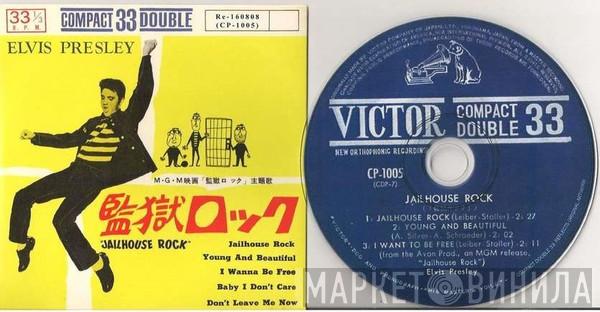 33 1/3
R.P.M.
COMPACT 33 DOUBLE
Re-160808
(CP-1005)
ELVIS PRESLEY
M・G・M映画「監獄ロック」主題歌
監獄ロック
"JAILHOUSE ROCK"
Jailhouse Rock
Young And Beautiful
I Wanna Be Free
Baby I Don't Care
Don't Leave Me Now
VICTOR COMPACT DOUBLE 33
NEW ORTHOPHONIC RECORDING
CP-1005
(CDP-7)
JAILHOUSE ROCK
1. JAILHOUSE ROCK (Leiber-Stoller)-2: 27
2. YOUNG AND BEAUTIFUL
(A. Silver-A. Schroeder) - 2: 02
3. I WANT TO BE FREE (Leiber-Stoller) - 2: 11
(from the Avon Prod., an MGM release,
"Jailhouse Rock")
Elvis Presley
МАРКЕТ ВИНИЛА